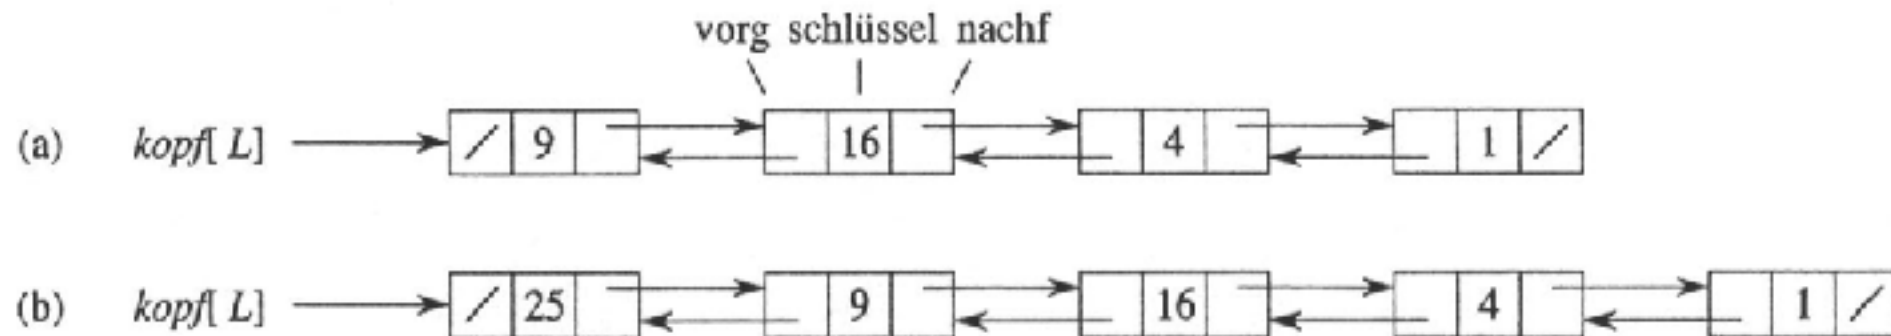 vorg schlüssel nachf
(a) kopf[ L] / 9 16 4 1 /
(b) kopf[ L] / 25 9 16 4 1 /